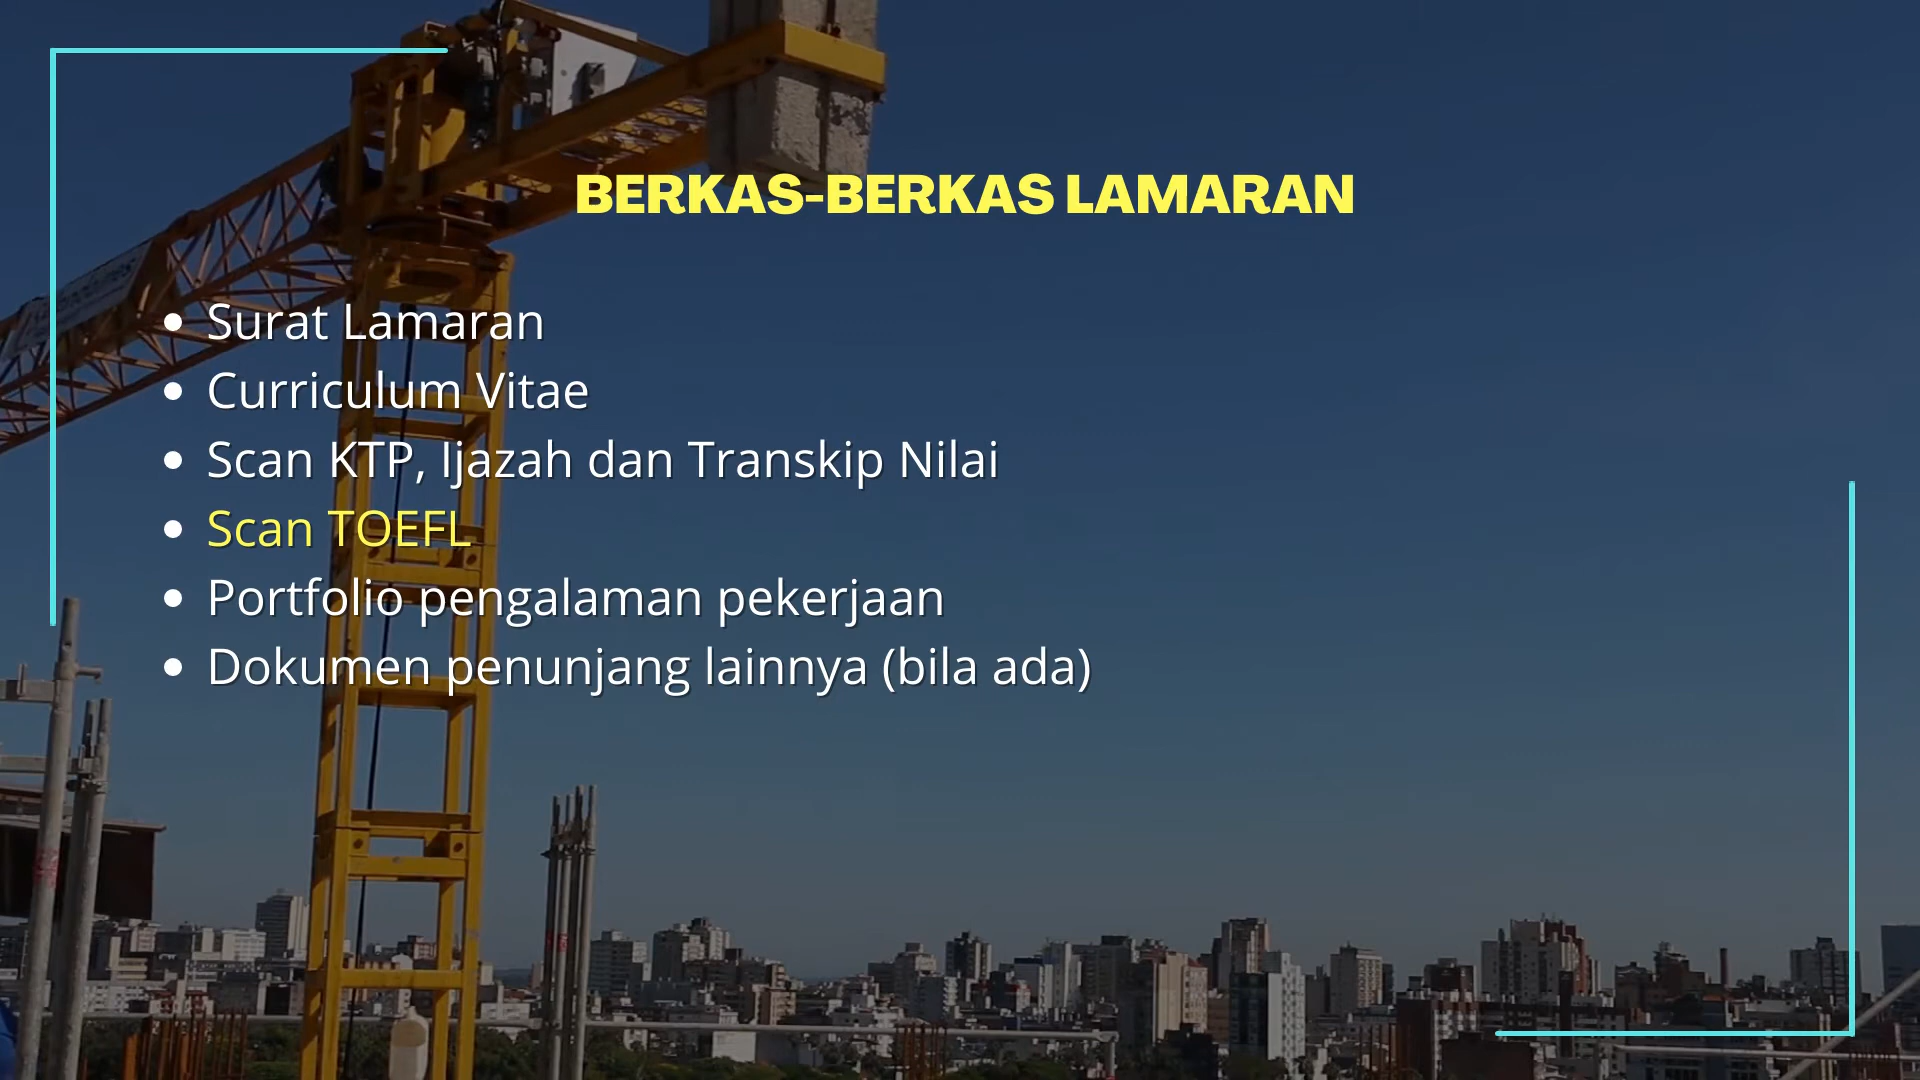 BERKAS-BERKAS LAMARAN
• Surat Lamaran
• Curriculum Vitae
• Scan KTP, Ijazah dan Transkip Nilai
• Scan TOEFL
• Portfolio pengalaman pekerjaan
• Dokumen penunjang lainnya (bila ada)